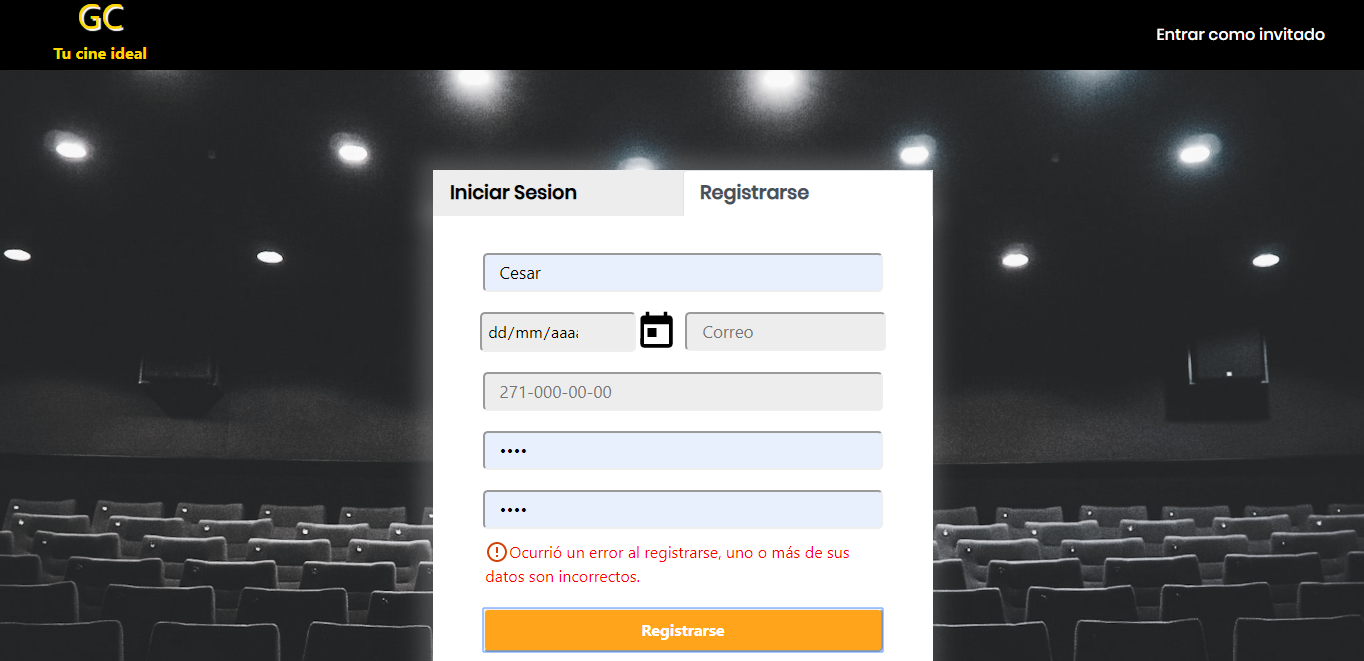 GC
Tu cine ideal
Entrar como invitado
Iniciar Sesion
Registrarse
Cesar
dd/mm/aaaa
Correo
271-000-00-00
••••
••••
Ocurrió un error al registrarse, uno o más de sus
datos son incorrectos.
Registrarse